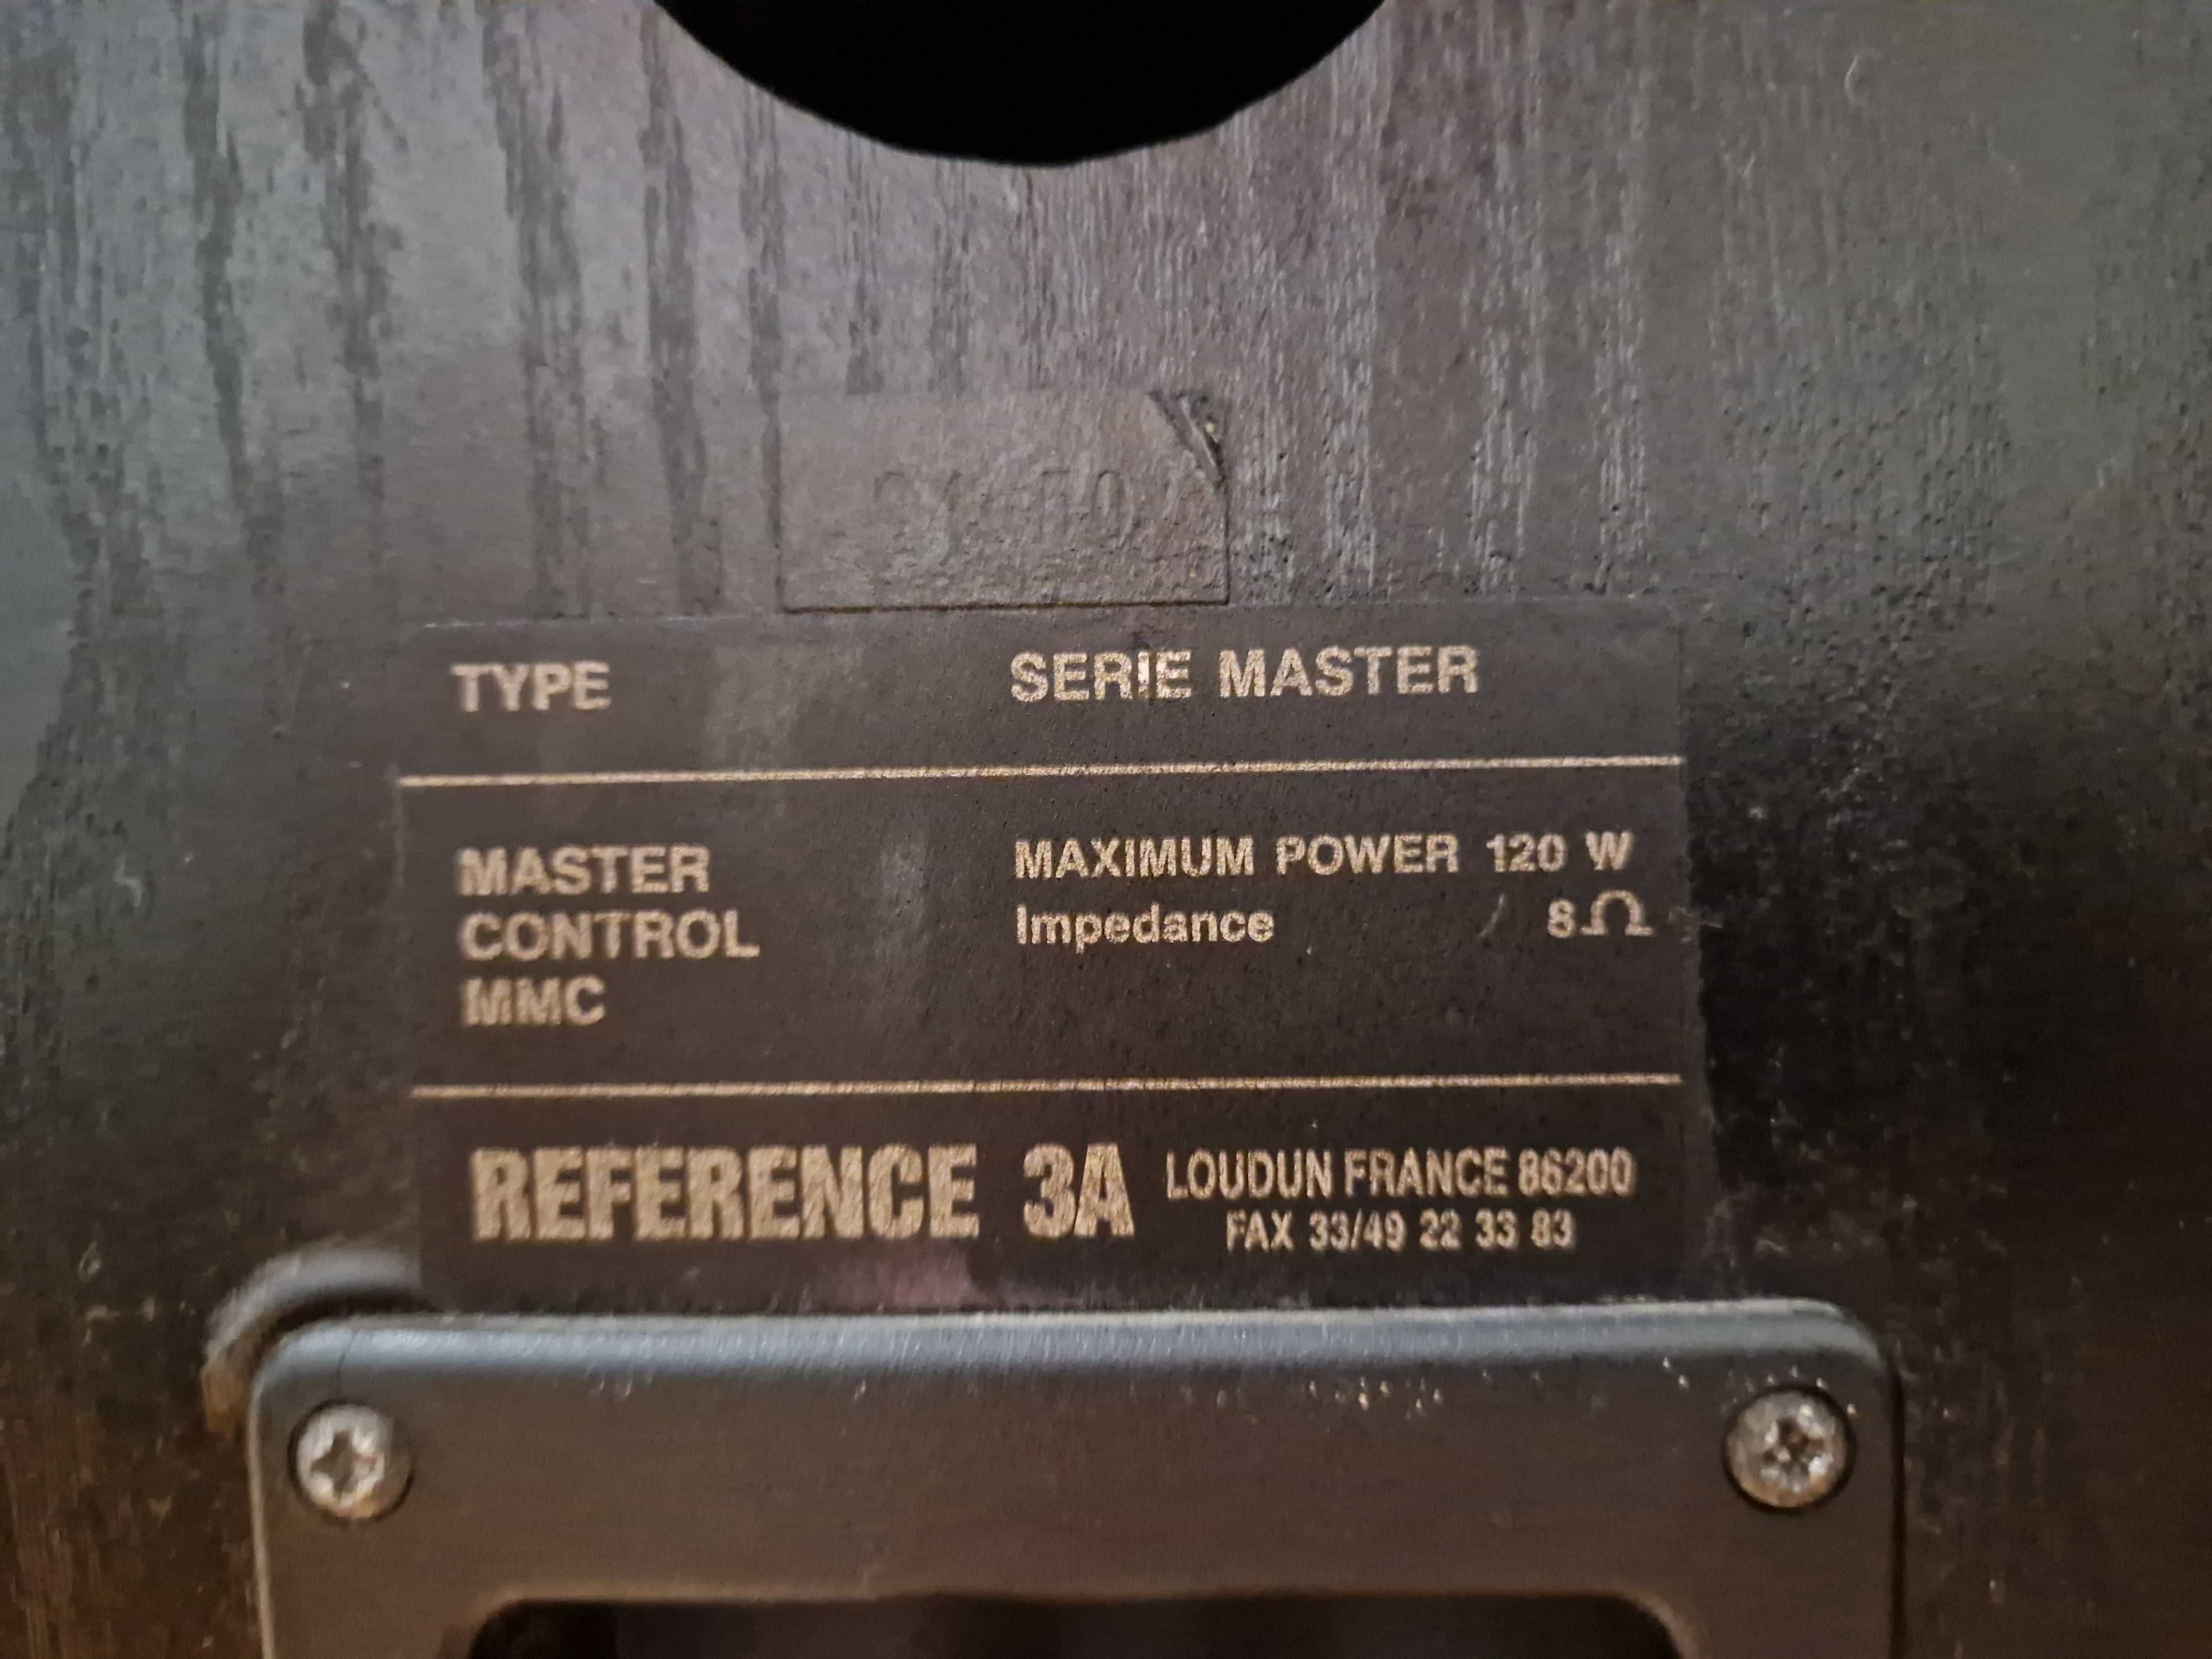 TYPE SERIE MASTER
MASTER CONTROL MMC
MAXIMUM POWER 120 W
Impedance 8Ω
REFERENCE 3A
LOUDUN FRANCE 86200
FAX 33/49 22 33 83